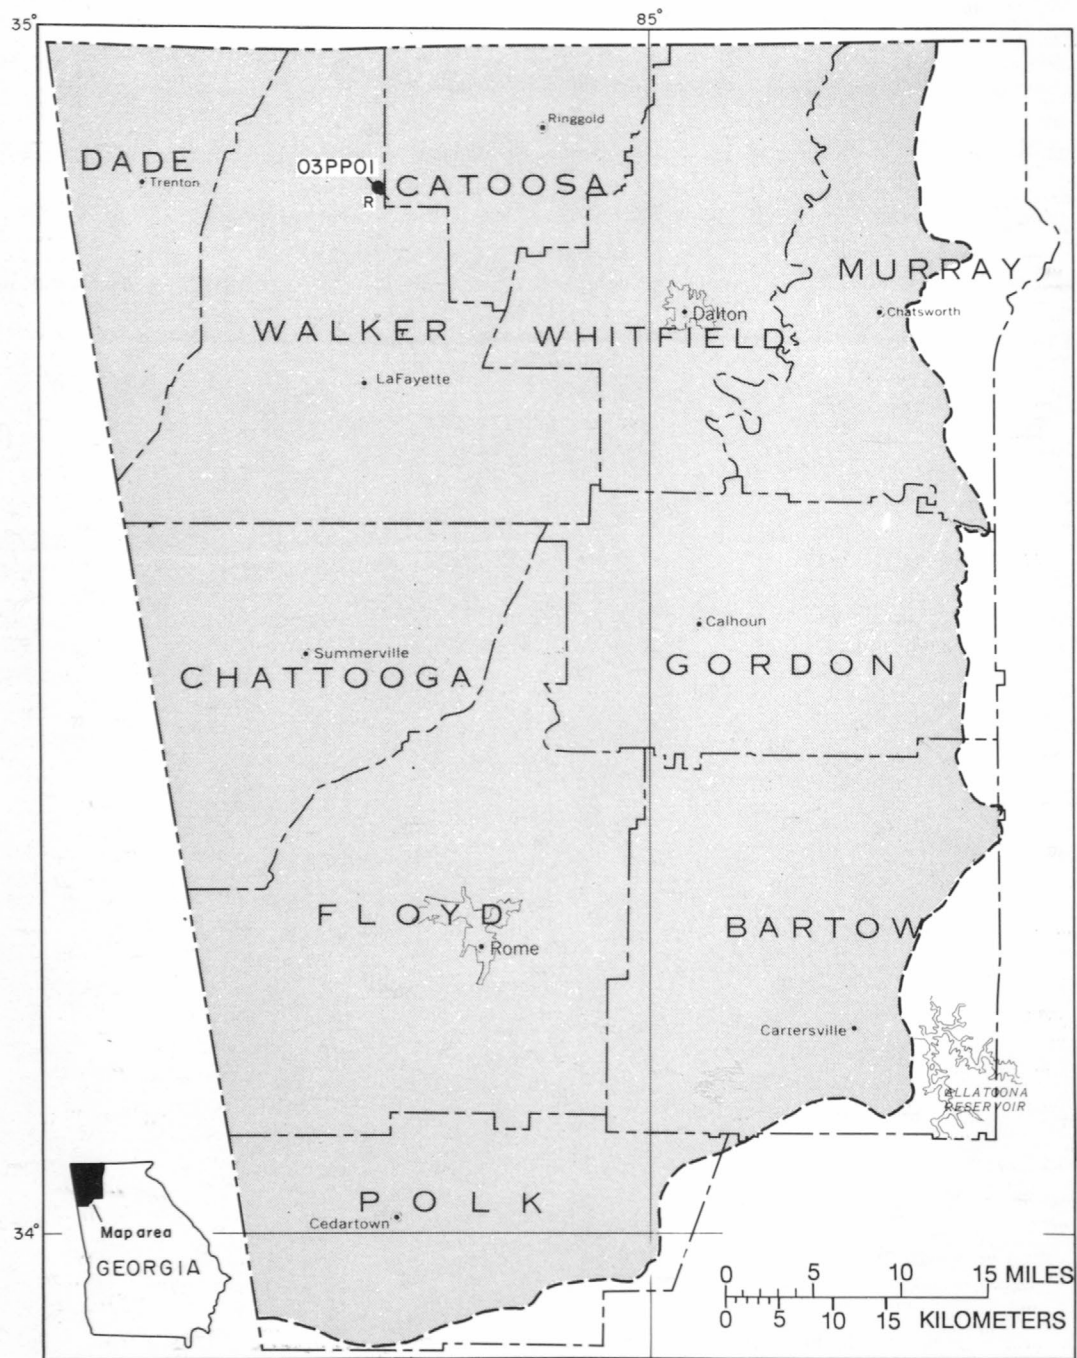 35°
85°
Ringgold
DADE
Trenton
03PP01
R
CATOOSA
MURRAY
Chatsworth
Dalton
WALKER
WHITFIELD
LaFayette
Calhoun
GORDON
Summerville
CHATTOOGA
FLOYD
Rome
BARTOW
Cartersville
ALLATOONA
RESERVOIR
POLK
Cedartown
34°
Map area
GEORGIA
0 5 10 15 MILES
0 5 10 15 KILOMETERS